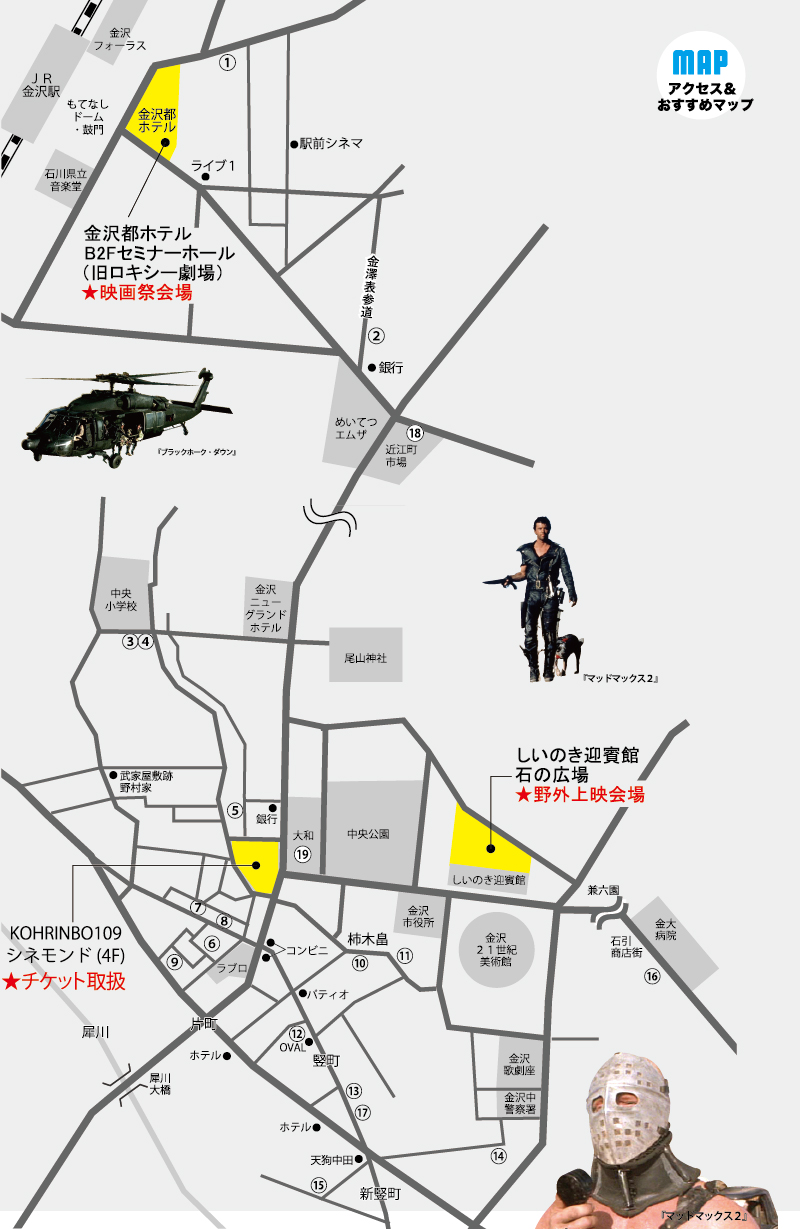 MAP
アクセス&
おすすめマップ
金沢
フォーラス
JR
金沢駅
もてなし
ドーム
・鼓門
石川県立
音楽堂
金沢都
ホテル
①
駅前シネマ
ライブ1
金沢都ホテル
B2Fセミナーホール
(旧ロキシー劇場)
★映画祭会場
金澤表参道
②
銀行
めいてつ
エムザ
⑱
近江町
市場
『ブラックホーク・ダウン』
中央
小学校
③④
金沢
ニュー
グランド
ホテル
尾山神社
『マッドマックス2』
武家屋敷跡
野村家
⑤
銀行
大和
⑲
中央公園
しいのき迎賓館
石の広場
★野外上映会場
しいのき迎賓館
兼六園
KOHRINBO109
シネモンド(4F)
★チケット取扱
⑦
⑧
⑥
⑨
ラブロ
コンビニ
柿木畠
⑩
⑪
金沢
市役所
金沢
21世紀
美術館
石引
商店街
金大
病院
⑯
パティオ
片町
犀川
犀川
大橋
ホテル
⑫
OVAL
竪町
⑬
⑰
金沢
歌劇座
金沢中
警察署
ホテル
天狗中田
⑭
⑮
新竪町
『マットマックス2』